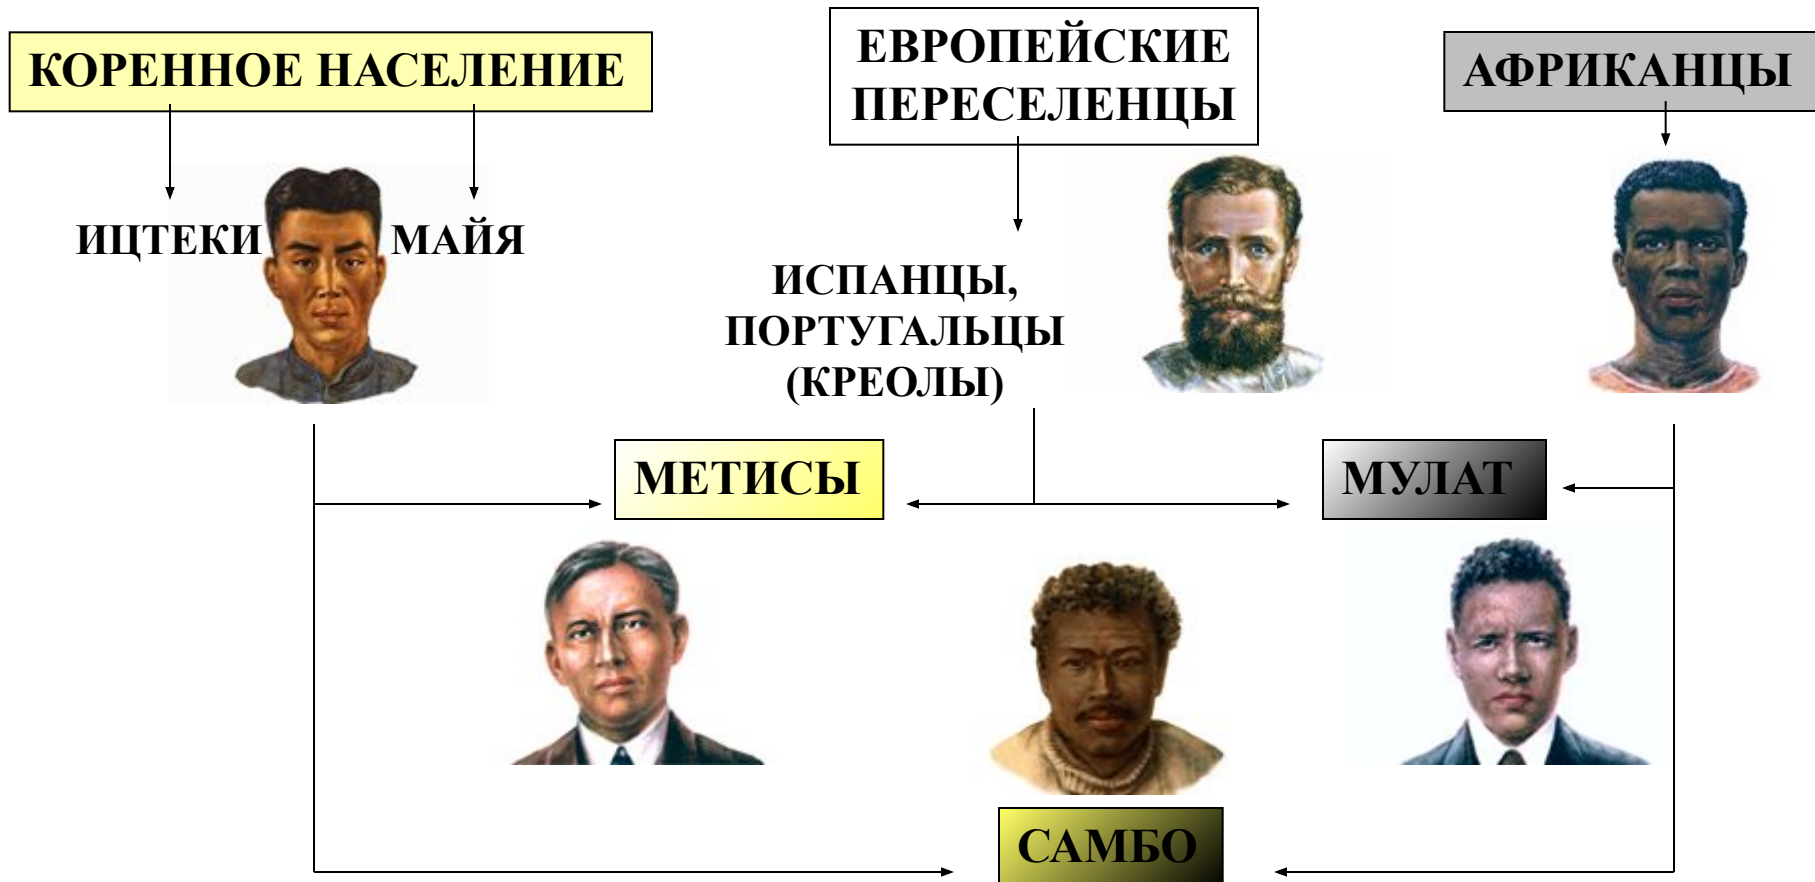 КОРЕННОЕ НАСЕЛЕНИЕ
ЕВРОПЕЙСКИЕ
ПЕРЕСЕЛЕНЦЫ
АФРИКАНЦЫ
ИЦТЕКИ
МАЙЯ
ИСПАНЦЫ,
ПОРТУГАЛЬЦЫ
(КРЕОЛЫ)
МЕТИСЫ
МУЛАТ
САМБО